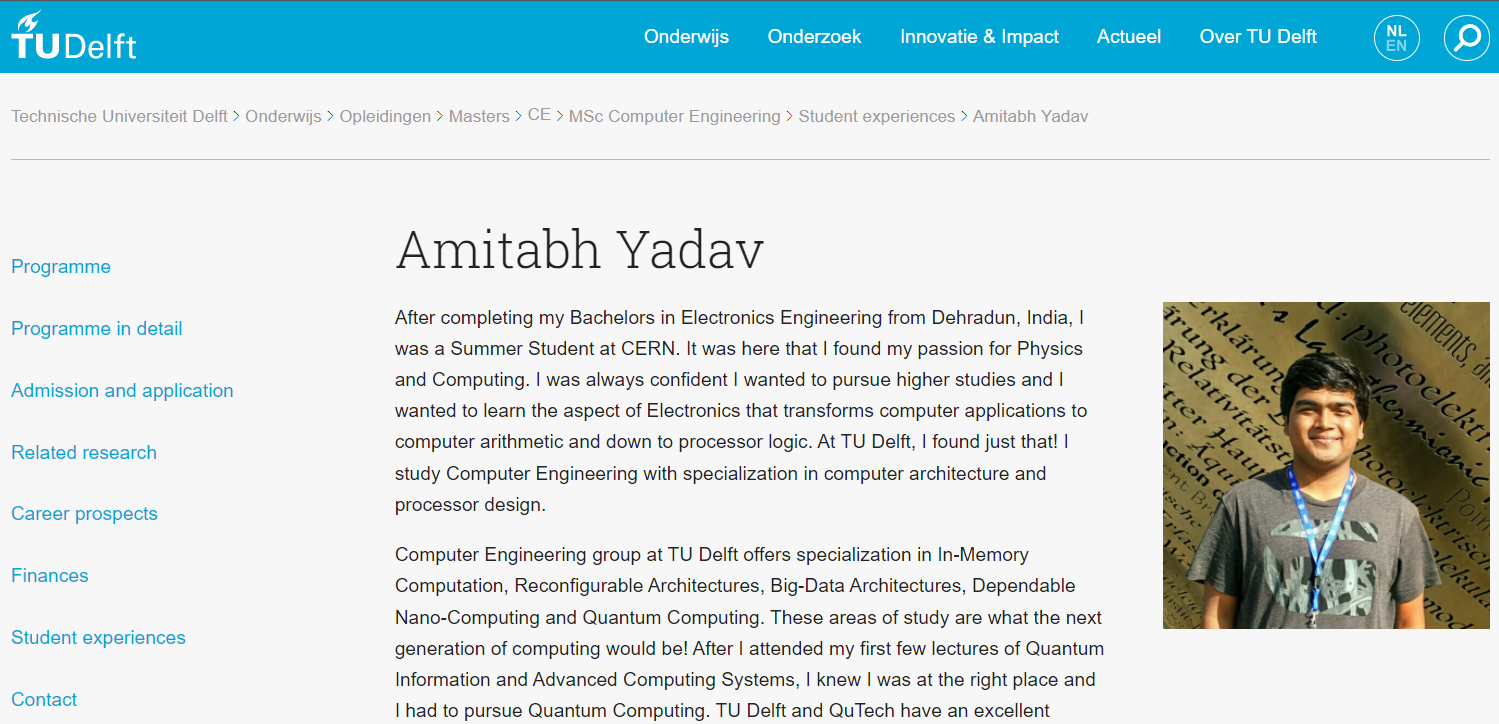 TU Delft
Onderwijs
Onderzoek
Innovatie & Impact
Actueel
Over TU Delft
NL
EN
Technische Universiteit Delft > Onderwijs > Opleidingen > Masters > CE > MSc Computer Engineering > Student experiences > Amitabh Yadav
Programme
Programme in detail
Admission and application
Related research
Career prospects
Finances
Student experiences
Contact
Amitabh Yadav
After completing my Bachelors in Electronics Engineering from Dehradun, India, I
was a Summer Student at CERN. It was here that I found my passion for Physics
and Computing. I was always confident I wanted to pursue higher studies and I
wanted to learn the aspect of Electronics that transforms computer applications to
computer arithmetic and down to processor logic. At TU Delft, I found just that! I
study Computer Engineering with specialization in computer architecture and
processor design.
Computer Engineering group at TU Delft offers specialization in In-Memory
Computation, Reconfigurable Architectures, Big-Data Architectures, Dependable
Nano-Computing and Quantum Computing. These areas of study are what the next
generation of computing would be! After I attended my first few lectures of Quantum
Information and Advanced Computing Systems, I knew I was at the right place and
I had to pursue Quantum Computing. TU Delft and QuTech have an excellent
elements,
photoelektri
thermionic
der
Relativitäts